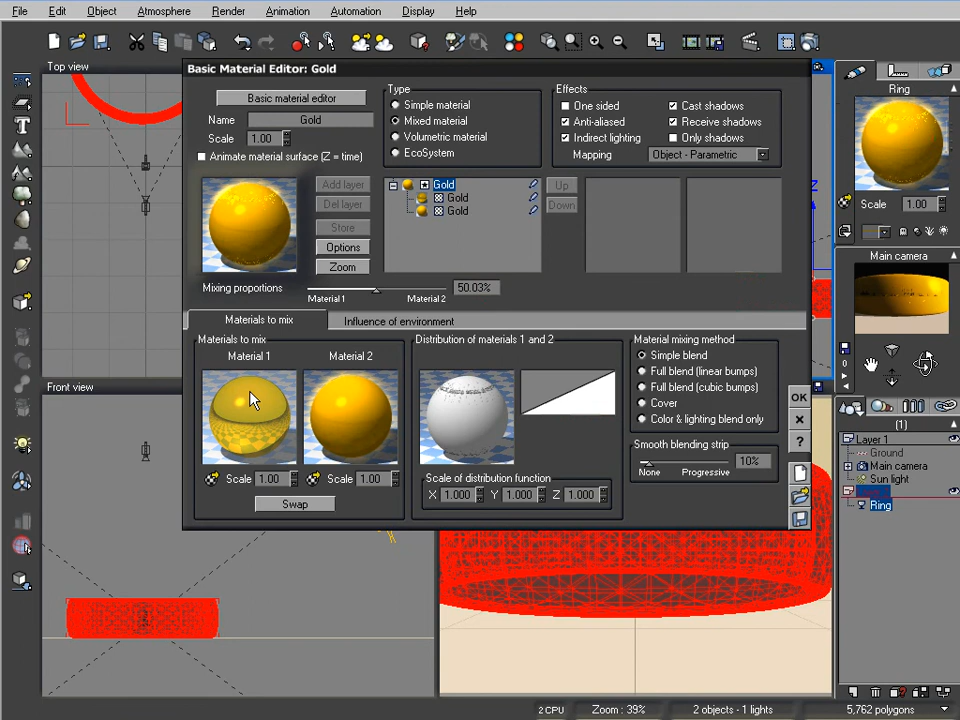 File Edit Objects Atmosphere Render Animation Automation Display Help
Top view
Basic Material Editor: Gold
Basic material editor
Name Gold
Scale 1.00
Animate material surface (Z = time)
Type
Simple material
Mixed material
Volumetric material
EcoSystem
Effects
One sided Cast shadows
Anti-aliased Receive shadows
Indirect lighting Only shadows
Mapping Object - Parametric
Add layer
Del layer
Store
Options
Zoom
Gold
Gold
Gold
Up
Down
Mixing proportions
Material 1 Material 2 50.03%
Materials to mix Influence of environment
Materials to mix
Material 1 Material 2
Scale 1.00 Scale 1.00
Swap
Distribution of materials 1 and 2
Scale of distribution function
X 1.000 Y 1.000 Z 1.000
Material mixing method
Simple blend
Full blend (linear bumps)
Full blend (cubic bumps)
Cover
Color & lighting blend only
Smooth blending strip
None Progressive 10%
OK
?
Front view
Z
Ring
Scale 1.00
Main camera
0
(1)
Layer 1
Ground
Main camera
Sun light
Ring
2 CPU Zoom : 39% 2 objects - 1 lights 5,762 polygons